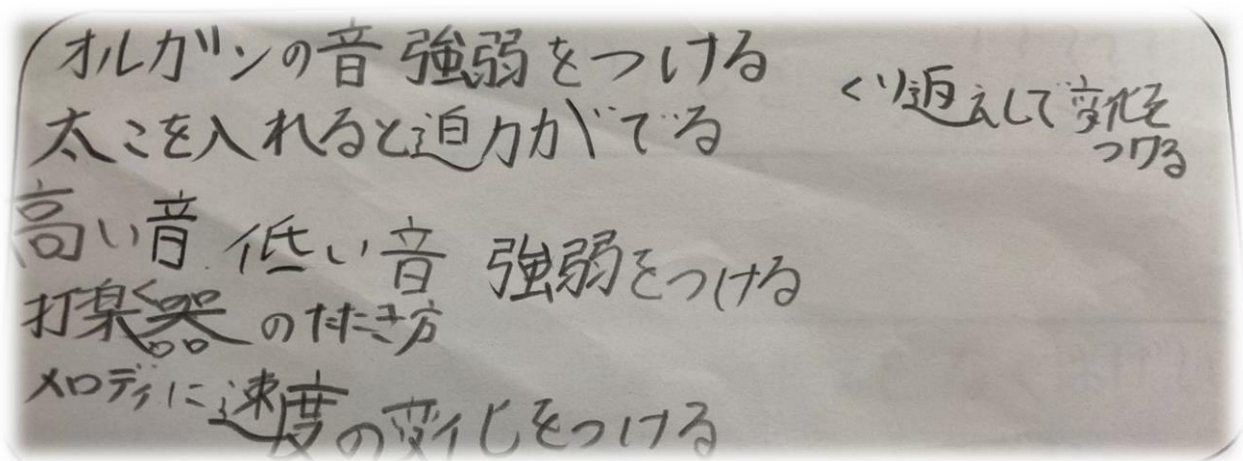 オルガンの音 強弱をつける
くり返えして変化を
つける
太こを入れると迫力がでる
高い音 低い音 強弱をつける
打楽器のたたき方
メロディに速度の変化をつける